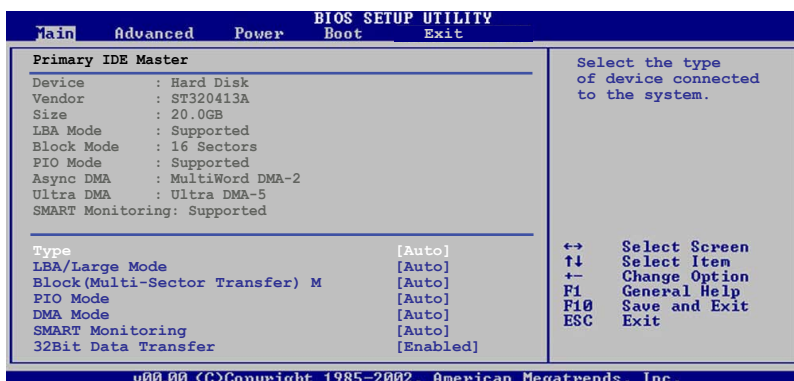 BIOS SETUP UTILITY
Main Advanced Power Boot Exit
Primary IDE Master
Device : Hard Disk
Vendor : ST320413A
Size : 20.0GB
LBA Mode : Supported
Block Mode : 16 Sectors
PIO Mode : Supported
Async DMA : MultiWord DMA-2
Ultra DMA : Ultra DMA-5
SMART Monitoring: Supported
Type [Auto]
LBA/Large Mode [Auto]
Block(Multi-Sector Transfer) M [Auto]
PIO Mode [Auto]
DMA Mode [Auto]
SMART Monitoring [Auto]
32Bit Data Transfer [Enabled]
Select the type
of device connected
to the system.
↔ Select Screen
↑↓ Select Item
+- Change Option
F1 General Help
F10 Save and Exit
ESC Exit
v00.00 (C)Copyright 1985-2002, American Megatrends, Inc.